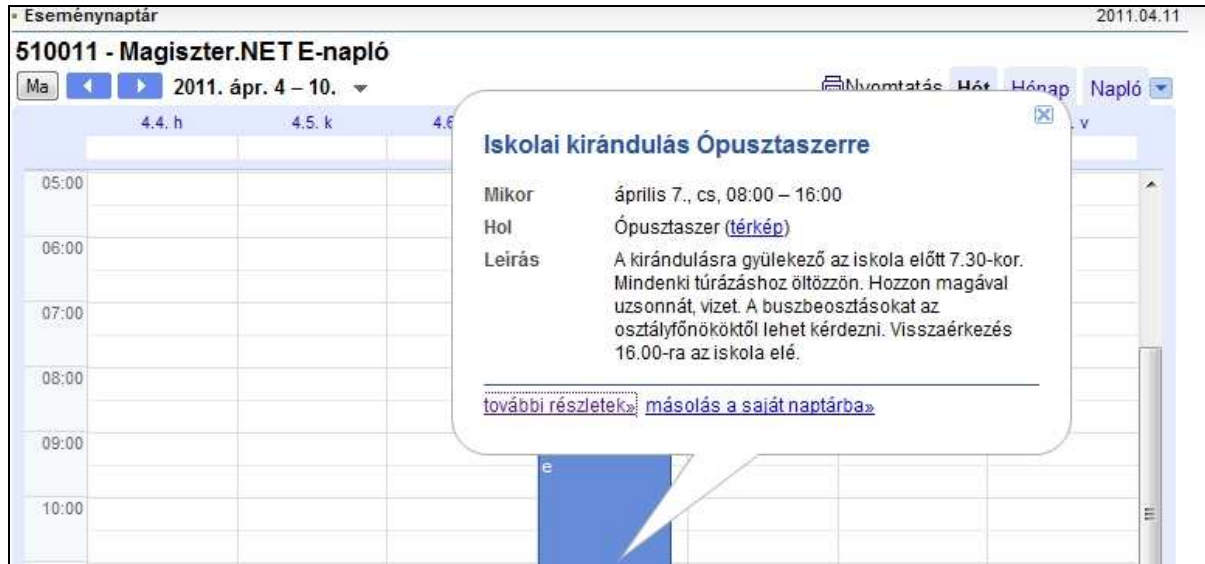 Eseménynaptár 2011.04.11
510011 - Magiszter.NET E-napló
Ma 2011. ápr. 4 – 10. Nyomtatás Hét Hónap Napló
4.4. h 4.5. k v
Iskolai kirándulás Ópusztaszerre
Mikor április 7., cs, 08:00 – 16:00
Hol Ópusztaszer (térkép)
Leírás A kirándulásra gyülekező az iskola előtt 7.30-kor.
Mindenki túrázáshoz öltözzön. Hozzon magával
uzsonnát, vizet. A buszbeosztásokat az
osztályfőnököktől lehet kérdezni. Visszaérkezés
16.00-ra az iskola elé.
további részletek» másolás a saját naptárba»
05:00
06:00
07:00
08:00
09:00
e
10:00